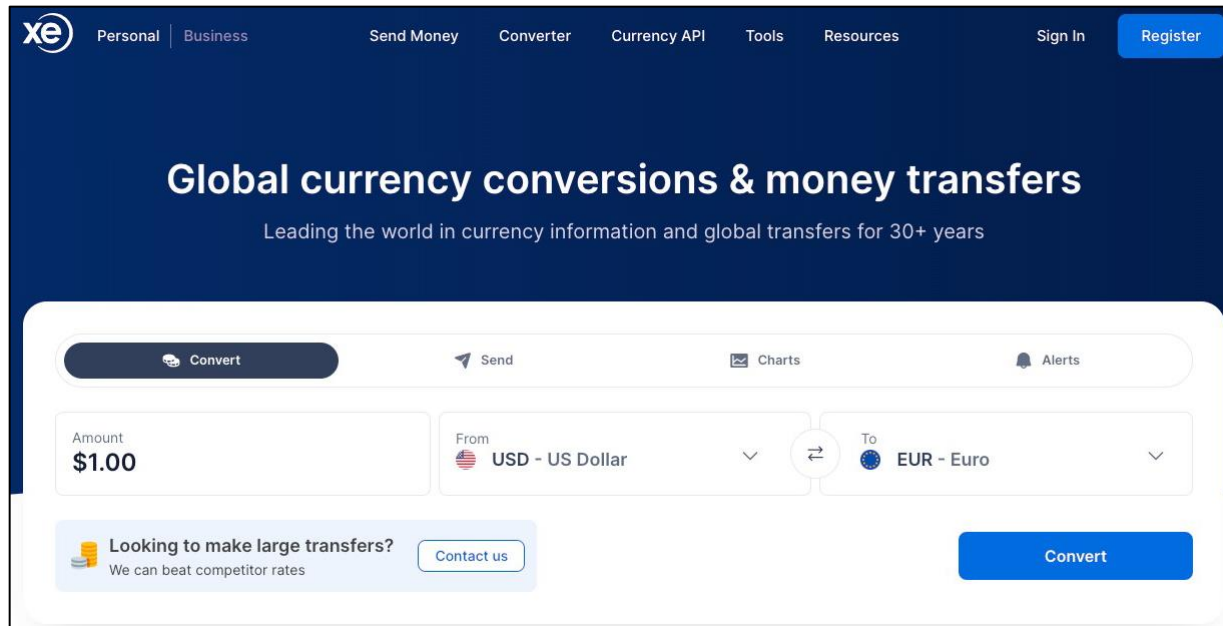 xe Personal Business Send Money Converter Currency API Tools Resources Sign In Register
Global currency conversions & money transfers
Leading the world in currency information and global transfers for 30+ years
Convert Send Charts Alerts
Amount From To
$1.00 USD - US Dollar EUR - Euro
Looking to make large transfers?
We can beat competitor rates
Contact us
Convert